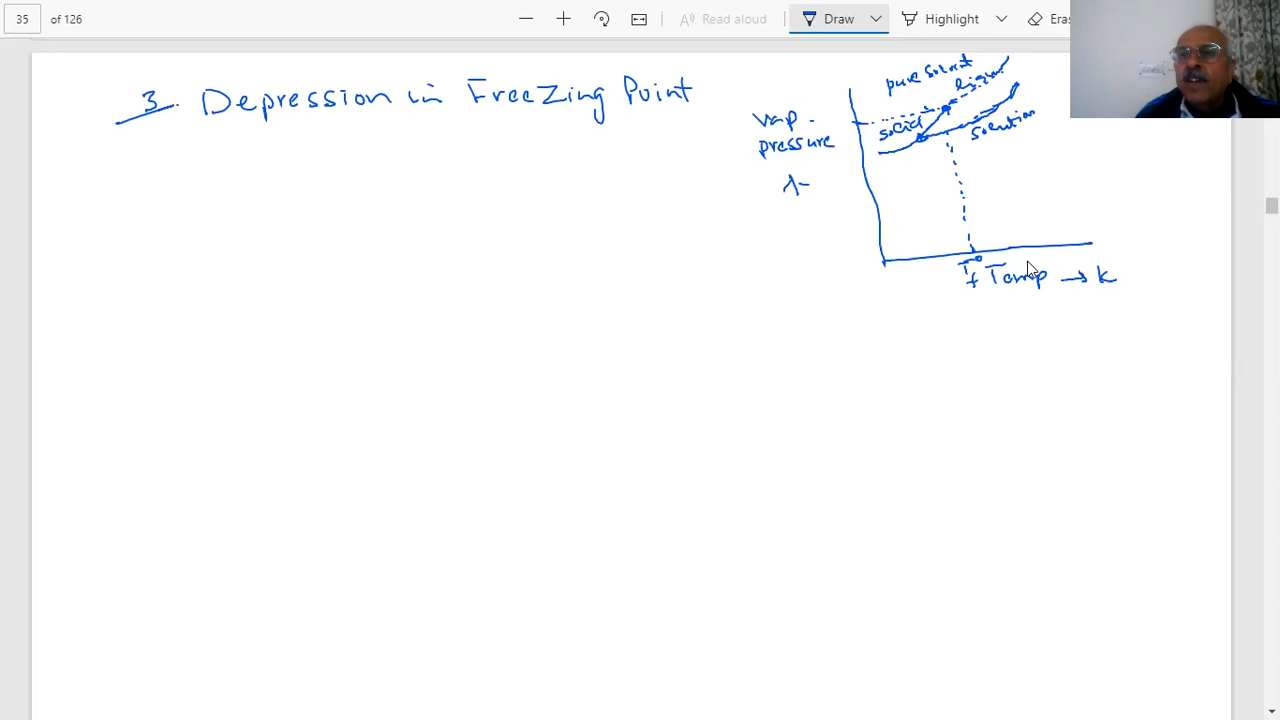 35 of 126
Read aloud
Draw
Highlight
3. Depression in Freezing Point
pure solvent
liquid
vap.
pressure
solid
solution
T°f
Temp → K